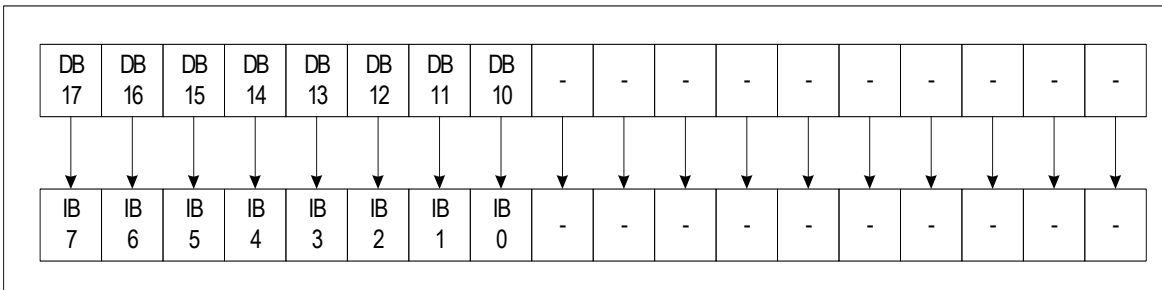 DB DB DB DB DB DB DB DB
17 16 15 14 13 12 11 10 - - - - - - - - - -
IB IB IB IB IB IB IB IB
7 6 5 4 3 2 1 0 - - - - - - - - - -